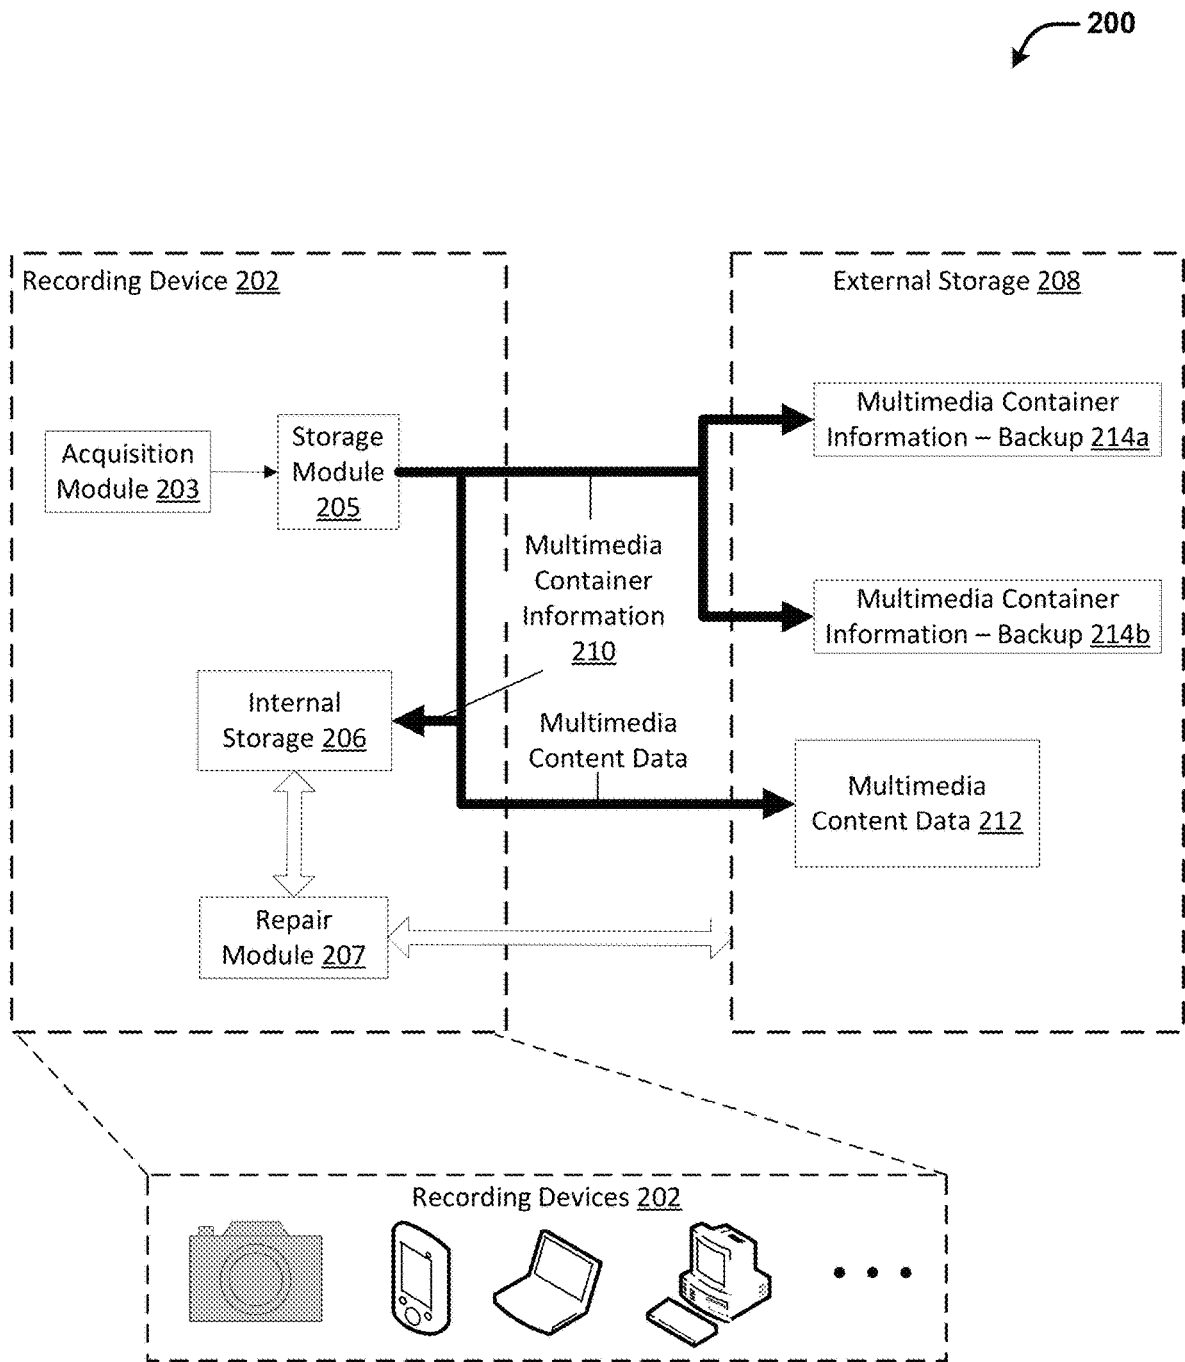 200
Recording Device 202
External Storage 208
Acquisition
Module 203
Storage
Module
205
Multimedia Container
Information – Backup 214a
Multimedia
Container
Information
210
Multimedia Container
Information – Backup 214b
Internal
Storage 206
Multimedia
Content Data
Multimedia
Content Data 212
Repair
Module 207
Recording Devices 202